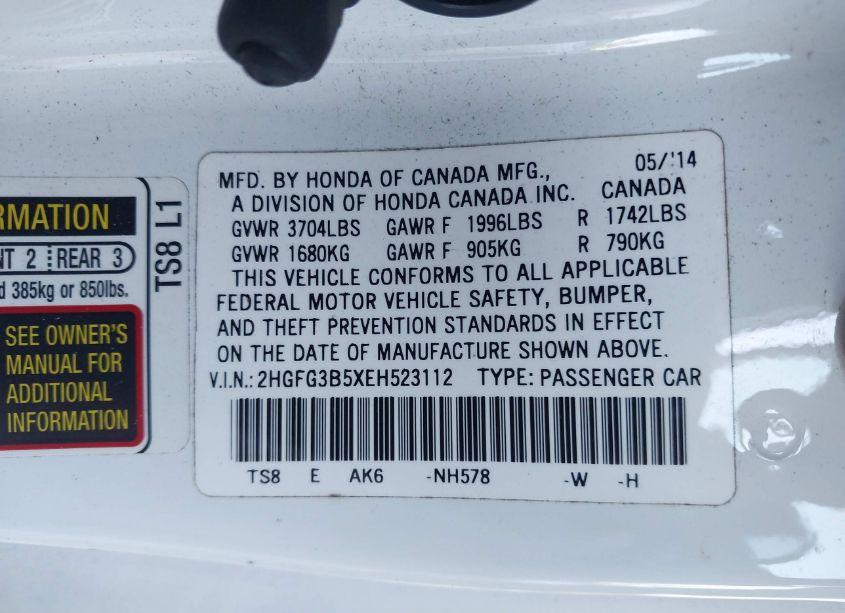 RMATION
NT 2 REAR 3
d 385kg or 850lbs.
SEE OWNER'S
MANUAL FOR
ADDITIONAL
INFORMATION
TS8 L1
MFD. BY HONDA OF CANADA MFG., 05/'14
A DIVISION OF HONDA CANADA INC. CANADA
GVWR 3704LBS GAWR F 1996LBS R 1742LBS
GVWR 1680KG GAWR F 905KG R 790KG
THIS VEHICLE CONFORMS TO ALL APPLICABLE
FEDERAL MOTOR VEHICLE SAFETY, BUMPER,
AND THEFT PREVENTION STANDARDS IN EFFECT
ON THE DATE OF MANUFACTURE SHOWN ABOVE.
V.I.N.: 2HGFG3B5XEH523112 TYPE: PASSENGER CAR
TS8 E AK6 -NH578 -W -H